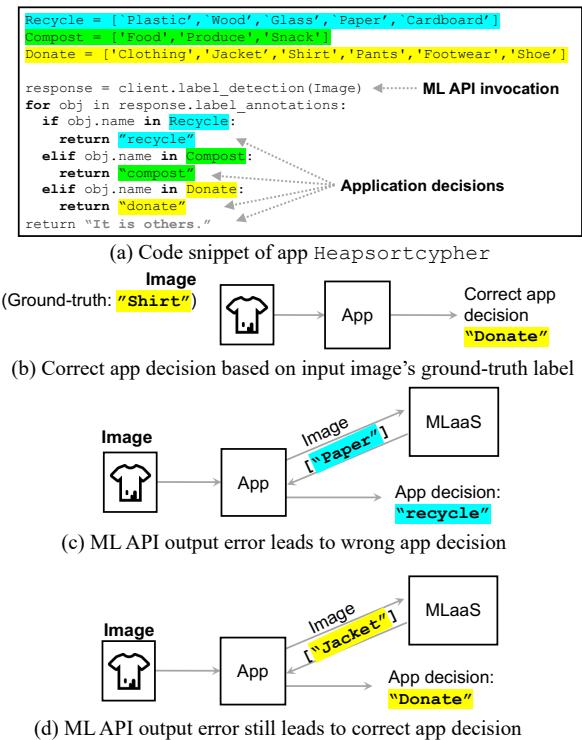 Recycle = [`Plastic’,`Wood’,`Glass’,`Paper’,`Cardboard’]
Compost = ['Food','Produce','Snack']
Donate = ['Clothing','Jacket','Shirt','Pants','Footwear','Shoe']
response = client.label_detection(Image) ML API invocation
for obj in response.label_annotations:
if obj.name in Recycle:
return ”recycle”
elif obj.name in Compost:
return “compost”
elif obj.name in Donate:
return “donate”
return “It is others.”
Application decisions
(a) Code snippet of app Heapsortcypher
Image
(Ground-truth: ”Shirt”)
App
Correct app
decision
“Donate”
(b) Correct app decision based on input image’s ground-truth label
Image
App
Image
[“Paper”]
MLaaS
App decision:
“recycle”
(c) ML API output error leads to wrong app decision
Image
App
Image
[“Jacket”]
MLaaS
App decision:
“Donate”
(d) ML API output error still leads to correct app decision